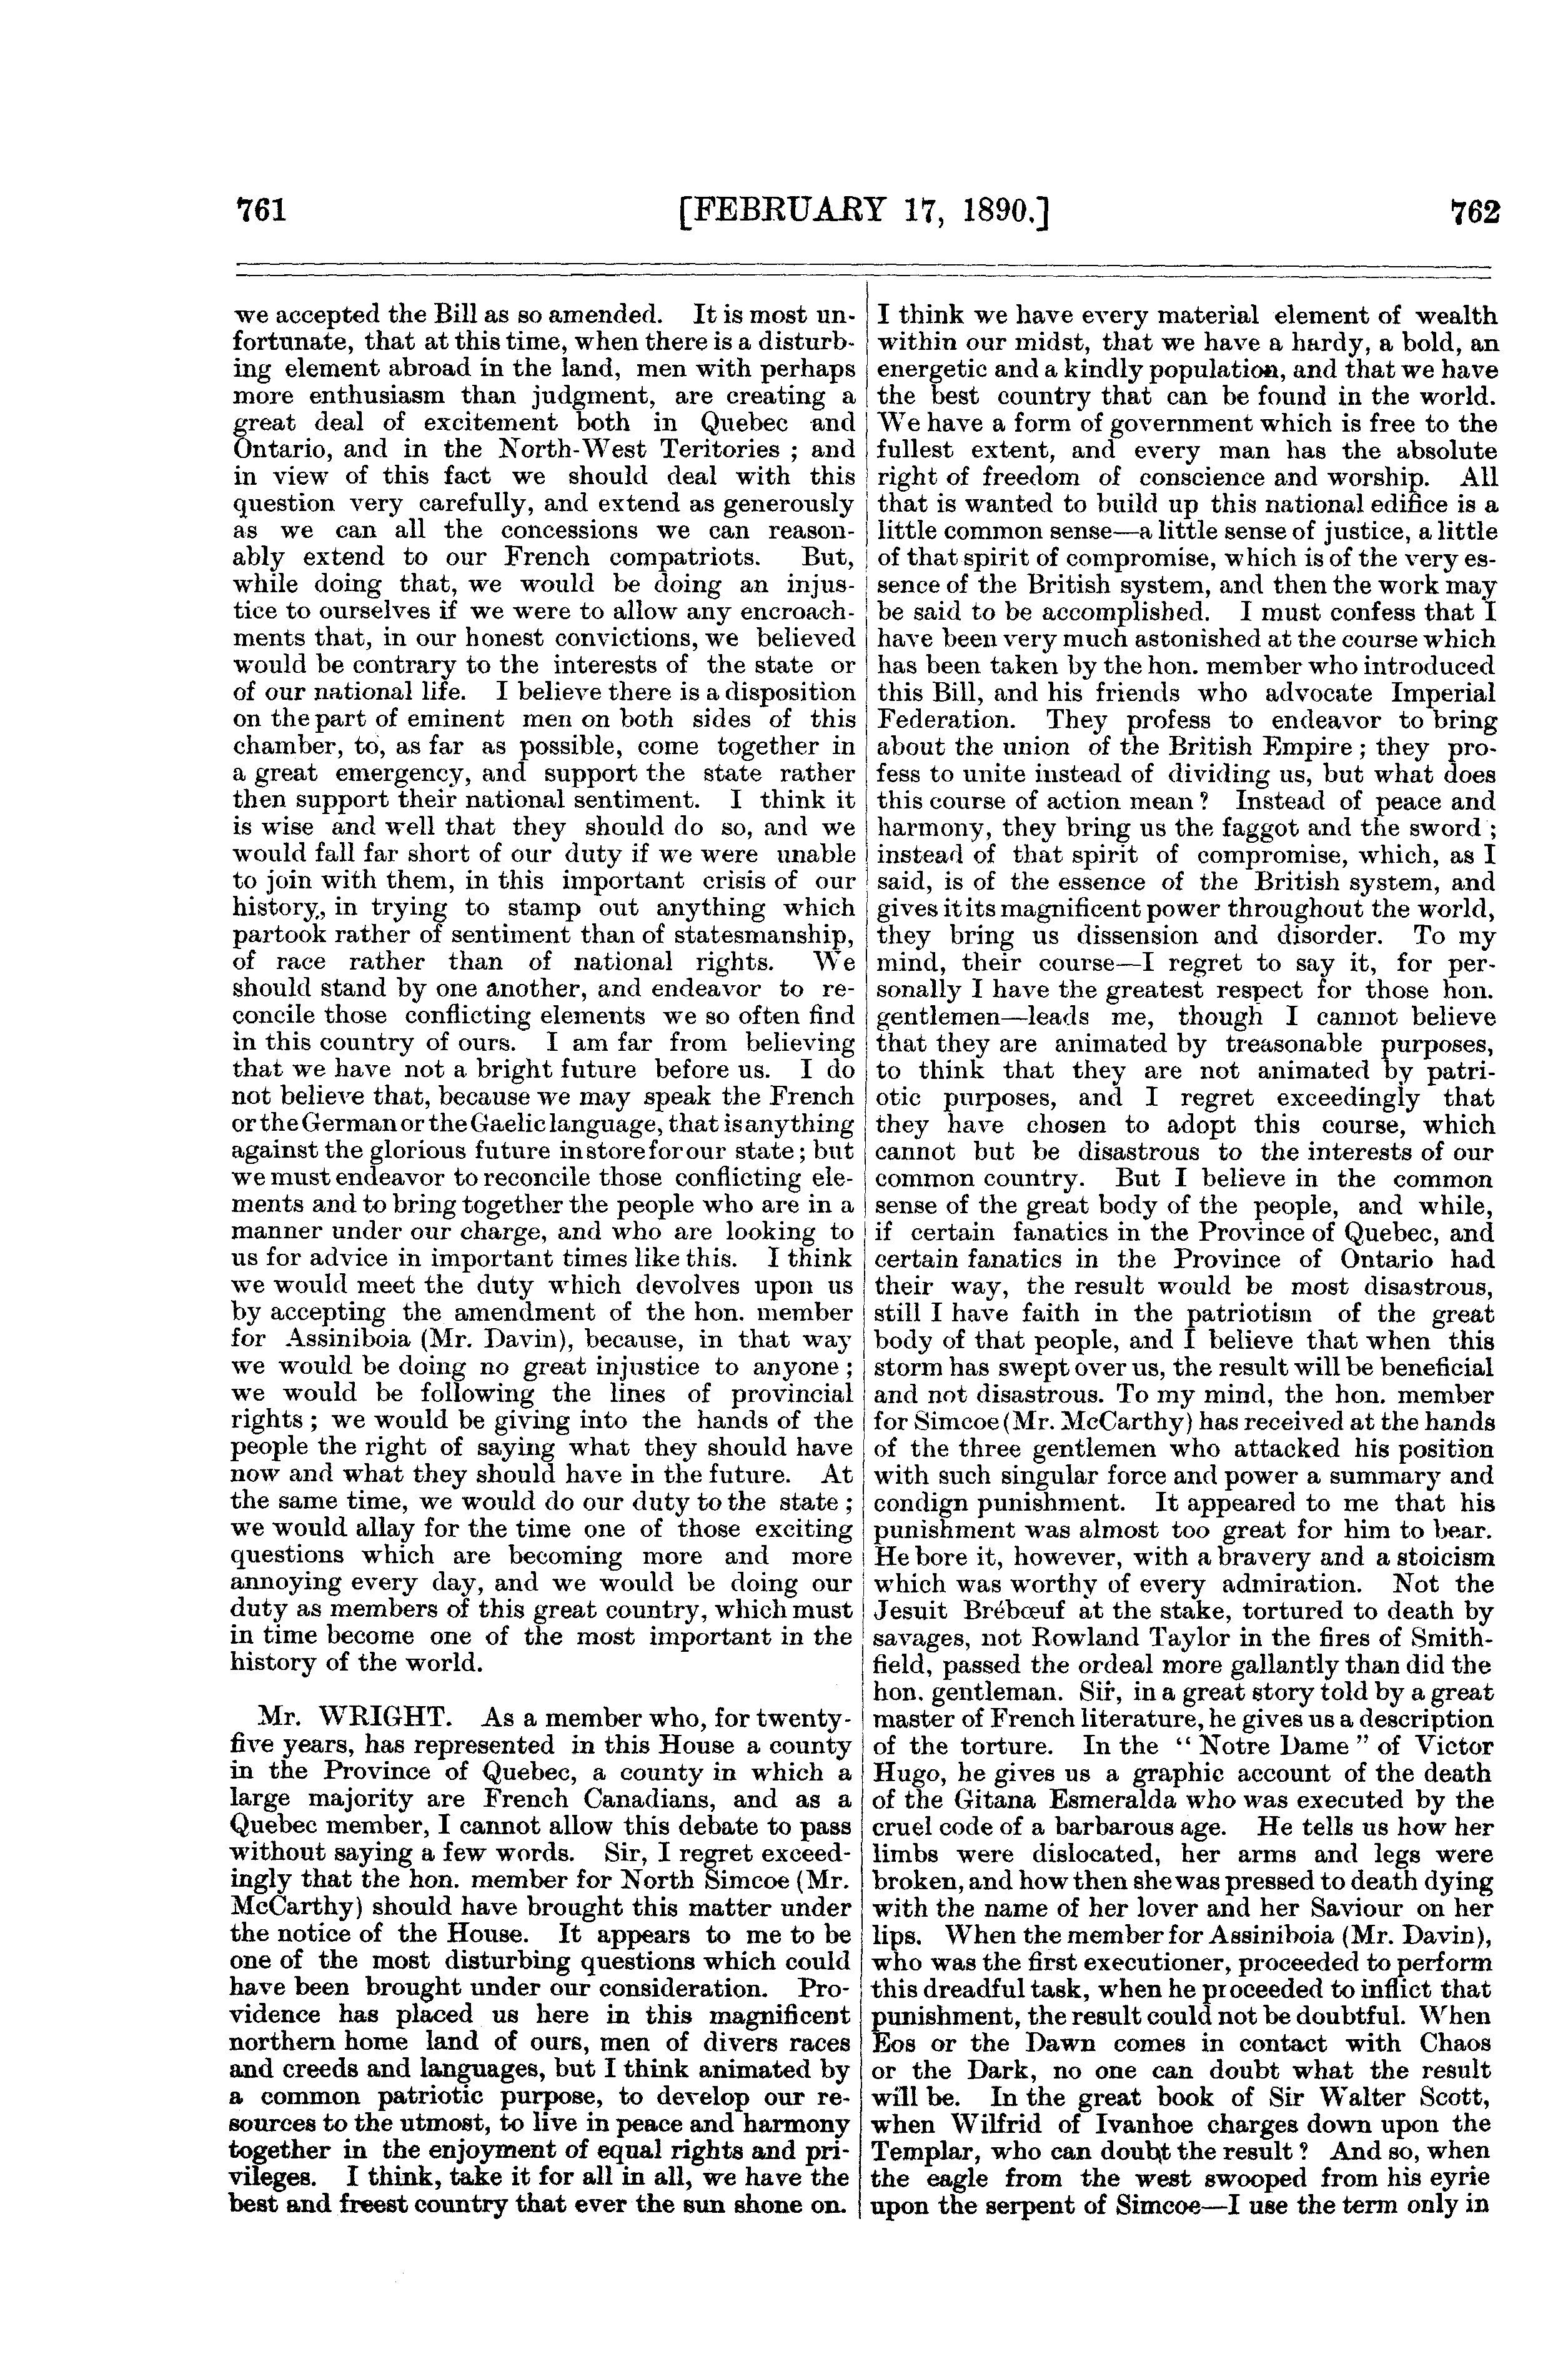 761
[FEBRUARY 17, 1890.]
762
we accepted the Bill as so amended. It is most un-
fortunate, that at this time, when there is a disturb-
ing element abroad in the land, men with perhaps
more enthusiasm than judgment, are creating a
great deal of excitement both in Quebec and
Ontario, and in the North-West Teritories ; and
in view of this fact we should deal with this
question very carefully, and extend as generously
as we can all the concessions we can reason-
ably extend to our French compatriots. But,
while doing that, we would be doing an injus-
tice to ourselves if we were to allow any encroach-
ments that, in our honest convictions, we believed
would be contrary to the interests of the state or
of our national life. I believe there is a disposition
on the part of eminent men on both sides of this
chamber, to, as far as possible, come together in
a great emergency, and support the state rather
then support their national sentiment. I think it
is wise and well that they should do so, and we
would fall far short of our duty if we were unable
to join with them, in this important crisis of our
history, in trying to stamp out anything which
partook rather of sentiment than of statesmanship,
of race rather than of national rights. We
should stand by one another, and endeavor to re-
concile those conflicting elements we so often find
in this country of ours. I am far from believing
that we have not a bright future before us. I do
not believe that, because we may speak the French
or the German or the Gaelic language, that is anything
against the glorious future in store for our state ; but
we must endeavor to reconcile those conflicting ele-
ments and to bring together the people who are in a
manner under our charge, and who are looking to
us for advice in important times like this. I think
we would meet the duty which devolves upon us
by accepting the amendment of the hon. member
for Assiniboia (Mr. Davin), because, in that way
we would be doing no great injustice to anyone ;
we would be following the lines of provincial
rights ; we would be giving into the hands of the
people the right of saying what they should have
now and what they should have in the future. At
the same time, we would do our duty to the state ;
we would allay for the time one of those exciting
questions which are becoming more and more
annoying every day, and we would be doing our
duty as members of this great country, which must
in time become one of the most important in the
history of the world.
Mr. WRIGHT. As a member who, for twenty-
five years, has represented in this House a county
in the Province of Quebec, a county in which a
large majority are French Canadians, and as a
Quebec member, I cannot allow this debate to pass
without saying a few words. Sir, I regret exceed-
ingly that the hon. member for North Simcoe (Mr.
McCarthy) should have brought this matter under
the notice of the House. It appears to me to be
one of the most disturbing questions which could
have been brought under our consideration. Pro-
vidence has placed us here in this magnificent
northern home land of ours, men of divers races
and creeds and languages, but I think animated by
a common patriotic purpose, to develop our re-
sources to the utmost, to live in peace and harmony
together in the enjoyment of equal rights and pri-
vileges. I think, take it for all in all, we have the
best and freest country that ever the sun shone on.
I think we have every material element of wealth
within our midst, that we have a hardy, a bold, an
energetic and a kindly population, and that we have
the best country that can be found in the world.
We have a form of government which is free to the
fullest extent, and every man has the absolute
right of freedom of conscience and worship. All
that is wanted to build up this national edifice is a
little common sense—a little sense of justice, a little
of that spirit of compromise, which is of the very es-
sence of the British system, and then the work may
be said to be accomplished. I must confess that I
have been very much astonished at the course which
has been taken by the hon. member who introduced
this Bill, and his friends who advocate Imperial
Federation. They profess to endeavor to bring
about the union of the British Empire ; they pro-
fess to unite instead of dividing us, but what does
this course of action mean ? Instead of peace and
harmony, they bring us the faggot and the sword ;
instead of that spirit of compromise, which, as I
said, is of the essence of the British system, and
gives it its magnificent power throughout the world,
they bring us dissension and disorder. To my
mind, their course—I regret to say it, for per-
sonally I have the greatest respect for those hon.
gentlemen—leads me, though I cannot believe
that they are animated by treasonable purposes,
to think that they are not animated by patri-
otic purposes, and I regret exceedingly that
they have chosen to adopt this course, which
cannot but be disastrous to the interests of our
common country. But I believe in the common
sense of the great body of the people, and while,
if certain fanatics in the Province of Quebec, and
certain fanatics in the Province of Ontario had
their way, the result would be most disastrous,
still I have faith in the patriotism of the great
body of that people, and I believe that when this
storm has swept over us, the result will be beneficial
and not disastrous. To my mind, the hon. member
for Simcoe (Mr. McCarthy) has received at the hands
of the three gentlemen who attacked his position
with such singular force and power a summary and
condign punishment. It appeared to me that his
punishment was almost too great for him to bear.
He bore it, however, with a bravery and a stoicism
which was worthy of every admiration. Not the
Jesuit Brébœuf at the stake, tortured to death by
savages, not Rowland Taylor in the fires of Smith-
field, passed the ordeal more gallantly than did the
hon. gentleman. Sir, in a great story told by a great
master of French literature, he gives us a description
of the torture. In the " Notre Dame " of Victor
Hugo, he gives us a graphic account of the death
of the Gitana Esmeralda who was executed by the
cruel code of a barbarous age. He tells us how her
limbs were dislocated, her arms and legs were
broken, and how then she was pressed to death dying
with the name of her lover and her Saviour on her
lips. When the member for Assiniboia (Mr. Davin),
who was the first executioner, proceeded to perform
this dreadful task, when he proceeded to inflict that
punishment, the result could not be doubtful. When
Eos or the Dawn comes in contact with Chaos
or the Dark, no one can doubt what the result
will be. In the great book of Sir Walter Scott,
when Wilfrid of Ivanhoe charges down upon the
Templar, who can doubt the result ? And so, when
the eagle from the west swooped from his eyrie
upon the serpent of Simcoe—I use the term only in